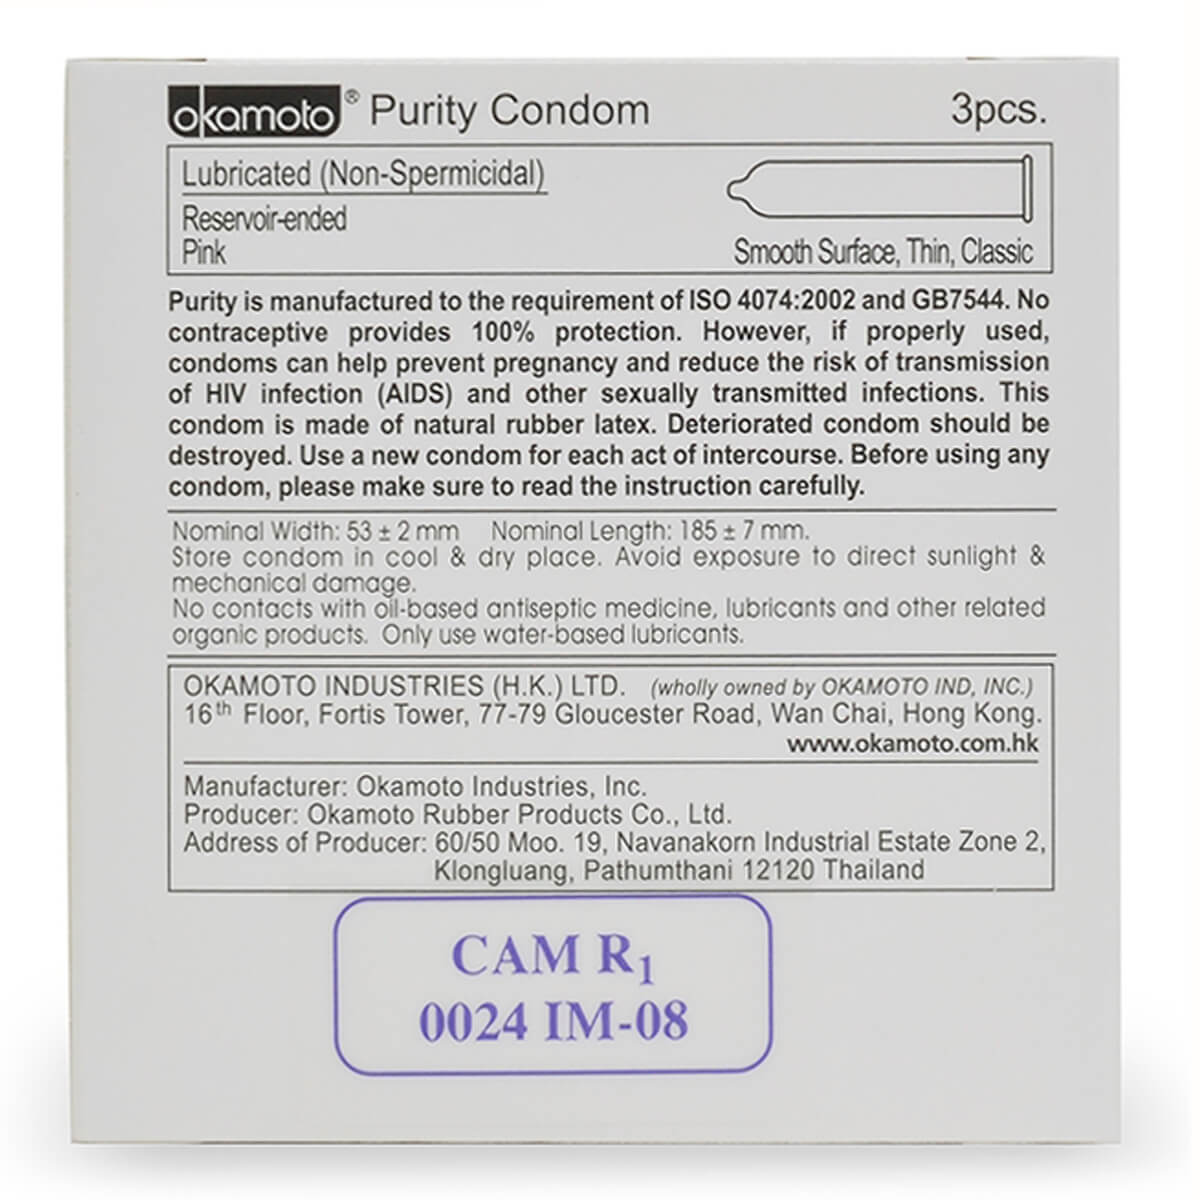 okamoto® Purity Condom 3pcs.
Lubricated (Non-Spermicidal)
Reservoir-ended
Pink Smooth Surface, Thin, Classic
Purity is manufactured to the requirement of ISO 4074:2002 and GB7544. No
contraceptive provides 100% protection. However, if properly used,
condoms can help prevent pregnancy and reduce the risk of transmission
of HIV infection (AIDS) and other sexually transmitted infections. This
condom is made of natural rubber latex. Deteriorated condom should be
destroyed. Use a new condom for each act of intercourse. Before using any
condom, please make sure to read the instruction carefully.
Nominal Width: 53 ± 2 mm Nominal Length: 185 ± 7 mm.
Store condom in cool & dry place. Avoid exposure to direct sunlight &
mechanical damage.
No contacts with oil-based antiseptic medicine, lubricants and other related
organic products. Only use water-based lubricants.
OKAMOTO INDUSTRIES (H.K.) LTD. (wholly owned by OKAMOTO IND, INC.)
16th Floor, Fortis Tower, 77-79 Gloucester Road, Wan Chai, Hong Kong.
www.okamoto.com.hk
Manufacturer: Okamoto Industries, Inc.
Producer: Okamoto Rubber Products Co., Ltd.
Address of Producer: 60/50 Moo. 19, Navanakorn Industrial Estate Zone 2,
Klongluang, Pathumthani 12120 Thailand
CAM R1
0024 IM-08